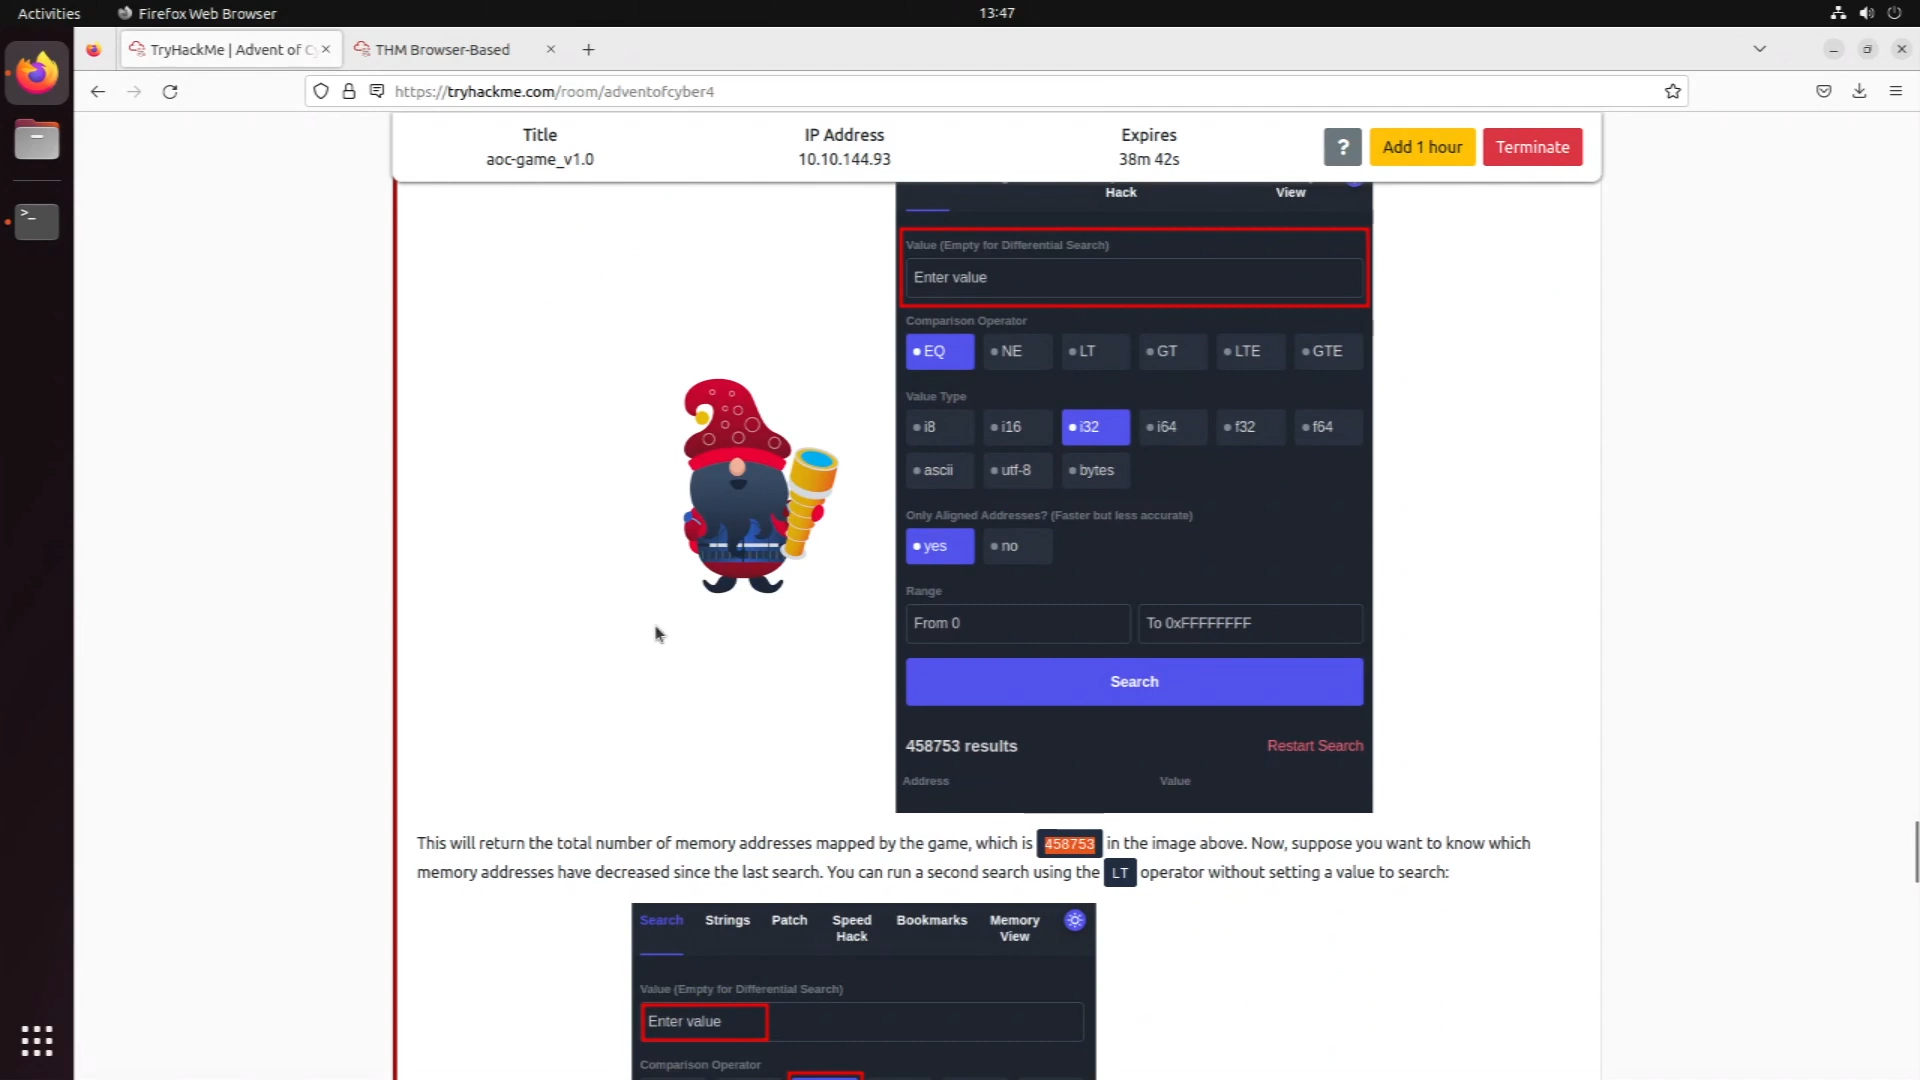 Activities
Firefox Web Browser
13:47
TryHackMe | Advent of Cy
THM Browser-Based
https://tryhackme.com/room/adventofcyber4
Title
IP Address
Expires
aoc-game_v1.0
10.10.144.93
38m 42s
?
Add 1 hour
Terminate
Hack
View
Value (Empty for Differential Search)
Enter value
Comparison Operator
EQ NE LT GT LTE GTE
Value Type
i8 i16 i32 i64 f32 f64
ascii utf-8 bytes
Only Aligned Addresses? (Faster but less accurate)
yes no
Range
From 0 To 0xFFFFFFFF
Search
458753 results Restart Search
Address Value
This will return the total number of memory addresses mapped by the game, which is 458753 in the image above. Now, suppose you want to know which
memory addresses have decreased since the last search. You can run a second search using the LT operator without setting a value to search:
Search Strings Patch Speed Hack Bookmarks Memory View
Value (Empty for Differential Search)
Enter value
Comparison Operator